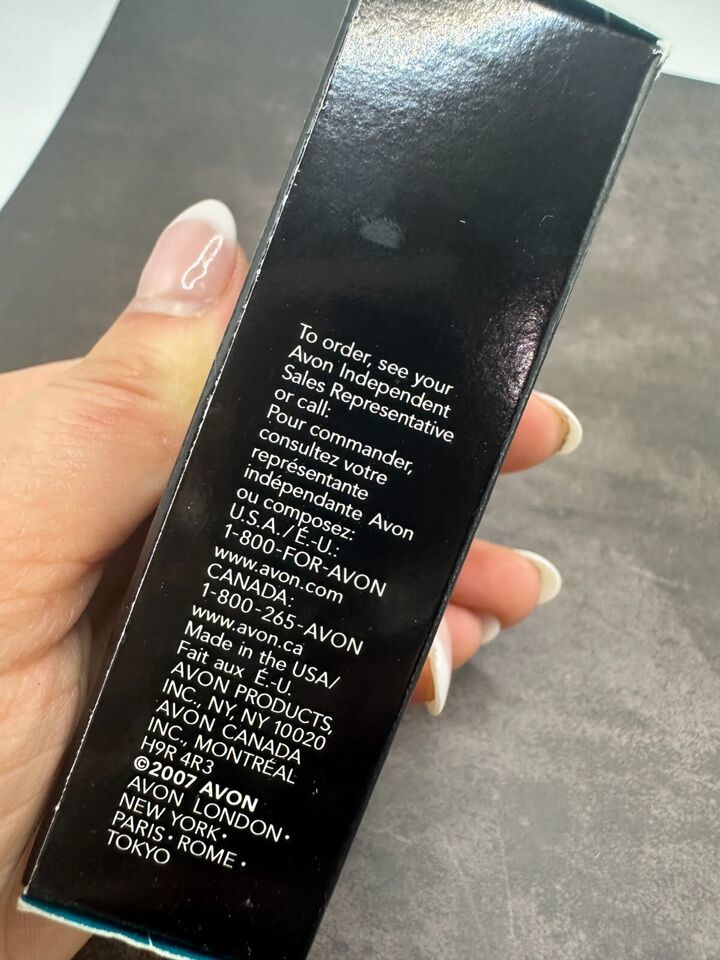 To order, see your
Avon Independent
Sales Representative
or call:
Pour commander,
consultez votre
représentante
indépendante Avon
ou composez:
U.S.A./É.-U.:
1-800-FOR-AVON
www.avon.com
CANADA:
1-800-265-AVON
www.avon.ca
Made in the USA/
Fait aux É.-U.
AVON PRODUCTS,
INC., NY, NY 10020
AVON CANADA
INC., MONTRÉAL
H9R 4R3
©2007 AVON
AVON LONDON•
NEW YORK•
PARIS•ROME•
TOKYO